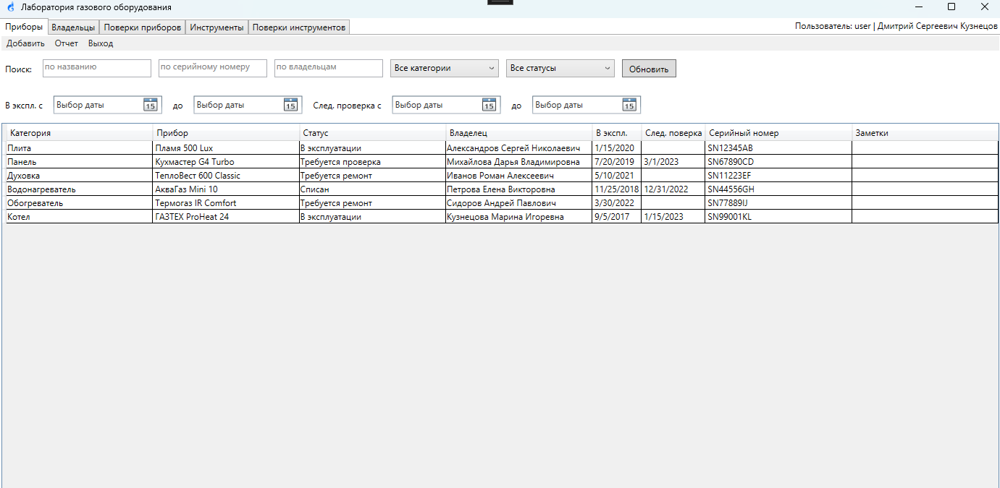 Лаборатория газового оборудования
Приборы Владельцы Поверки приборов Инструменты Поверки инструментов Пользователь: user | Дмитрий Сергеевич Кузнецов
Добавить Отчет Выход
Поиск: по названию по серийному номеру по владельцам Все категории Все статусы Обновить
В экспл. с Выбор даты 15 до Выбор даты 15 След. проверка с Выбор даты 15 до Выбор даты 15
Категория Прибор Статус Владелец В экспл. След. поверка Серийный номер Заметки
Плита Пламя 500 Lux В эксплуатации Александров Сергей Николаевич 1/15/2020 SN12345AB
Панель Кухмастер G4 Turbo Требуется проверка Михайлова Дарья Владимировна 7/20/2019 3/1/2023 SN67890CD
Духовка ТеплоВест 600 Classic Требуется ремонт Иванов Роман Алексеевич 5/10/2021 SN11223EF
Водонагреватель АкваГаз Mini 10 Списан Петрова Елена Викторовна 11/25/2018 12/31/2022 SN44556GH
Обогреватель Термогаз IR Comfort Требуется ремонт Сидоров Андрей Павлович 3/30/2022 SN77889IJ
Котел ГАЗТЕХ ProHeat 24 В эксплуатации Кузнецова Марина Игоревна 9/5/2017 1/15/2023 SN99001KL